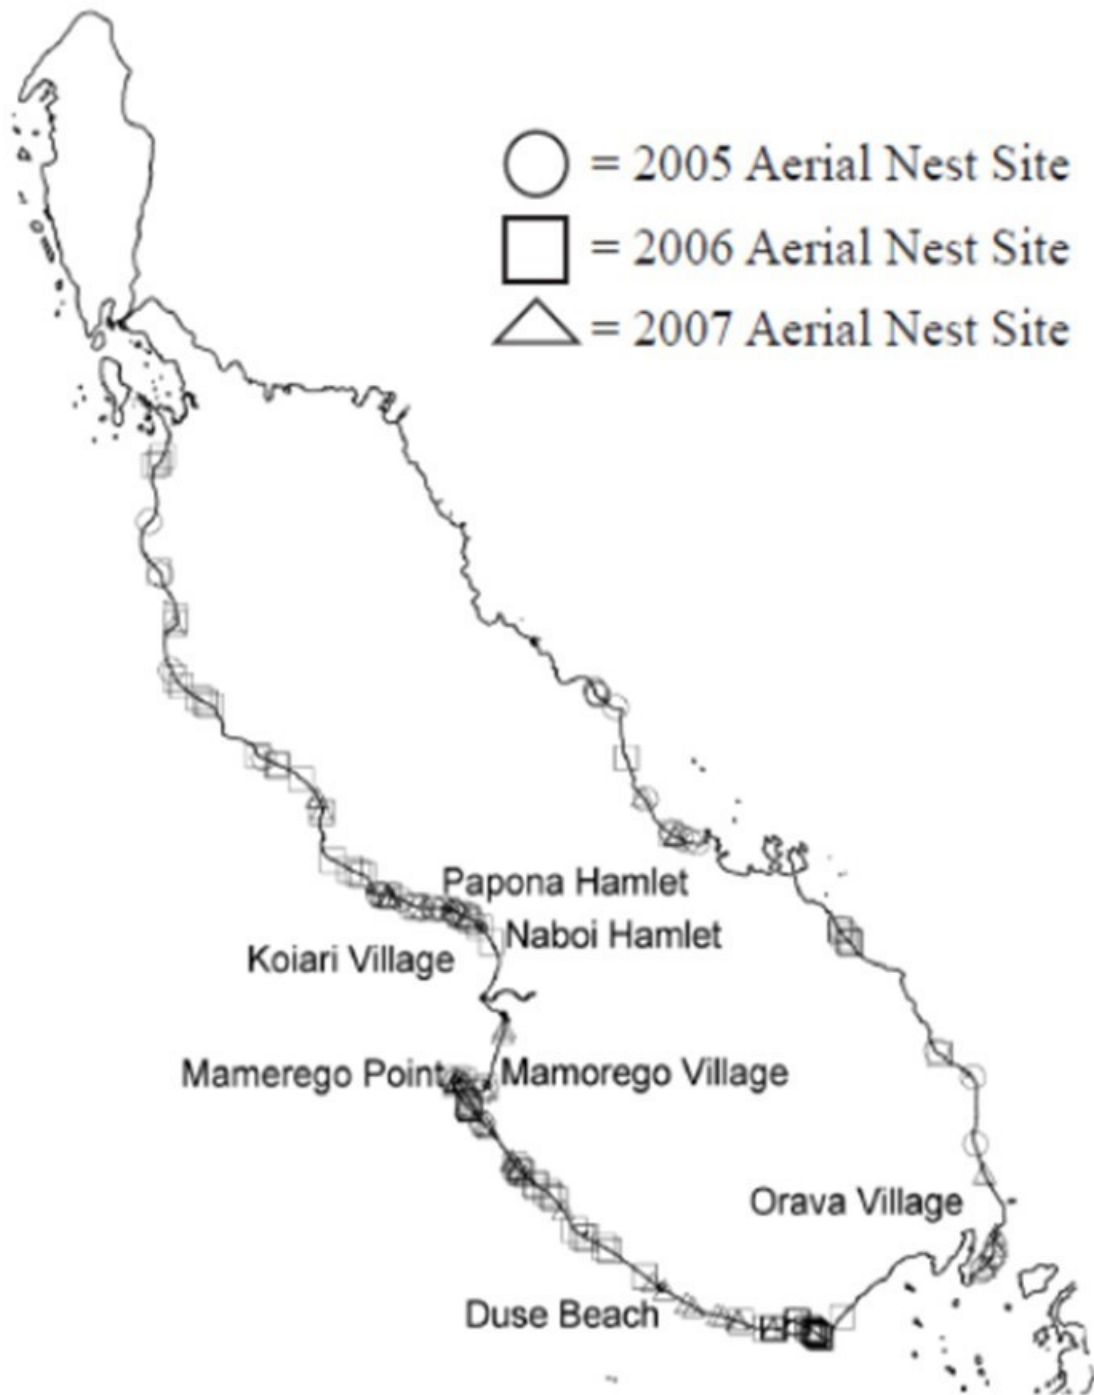 = 2005 Aerial Nest Site
= 2006 Aerial Nest Site
= 2007 Aerial Nest Site
Papona Hamlet
Naboi Hamlet
Koiari Village
Mamerego Point
Mamorego Village
Orava Village
Duse Beach